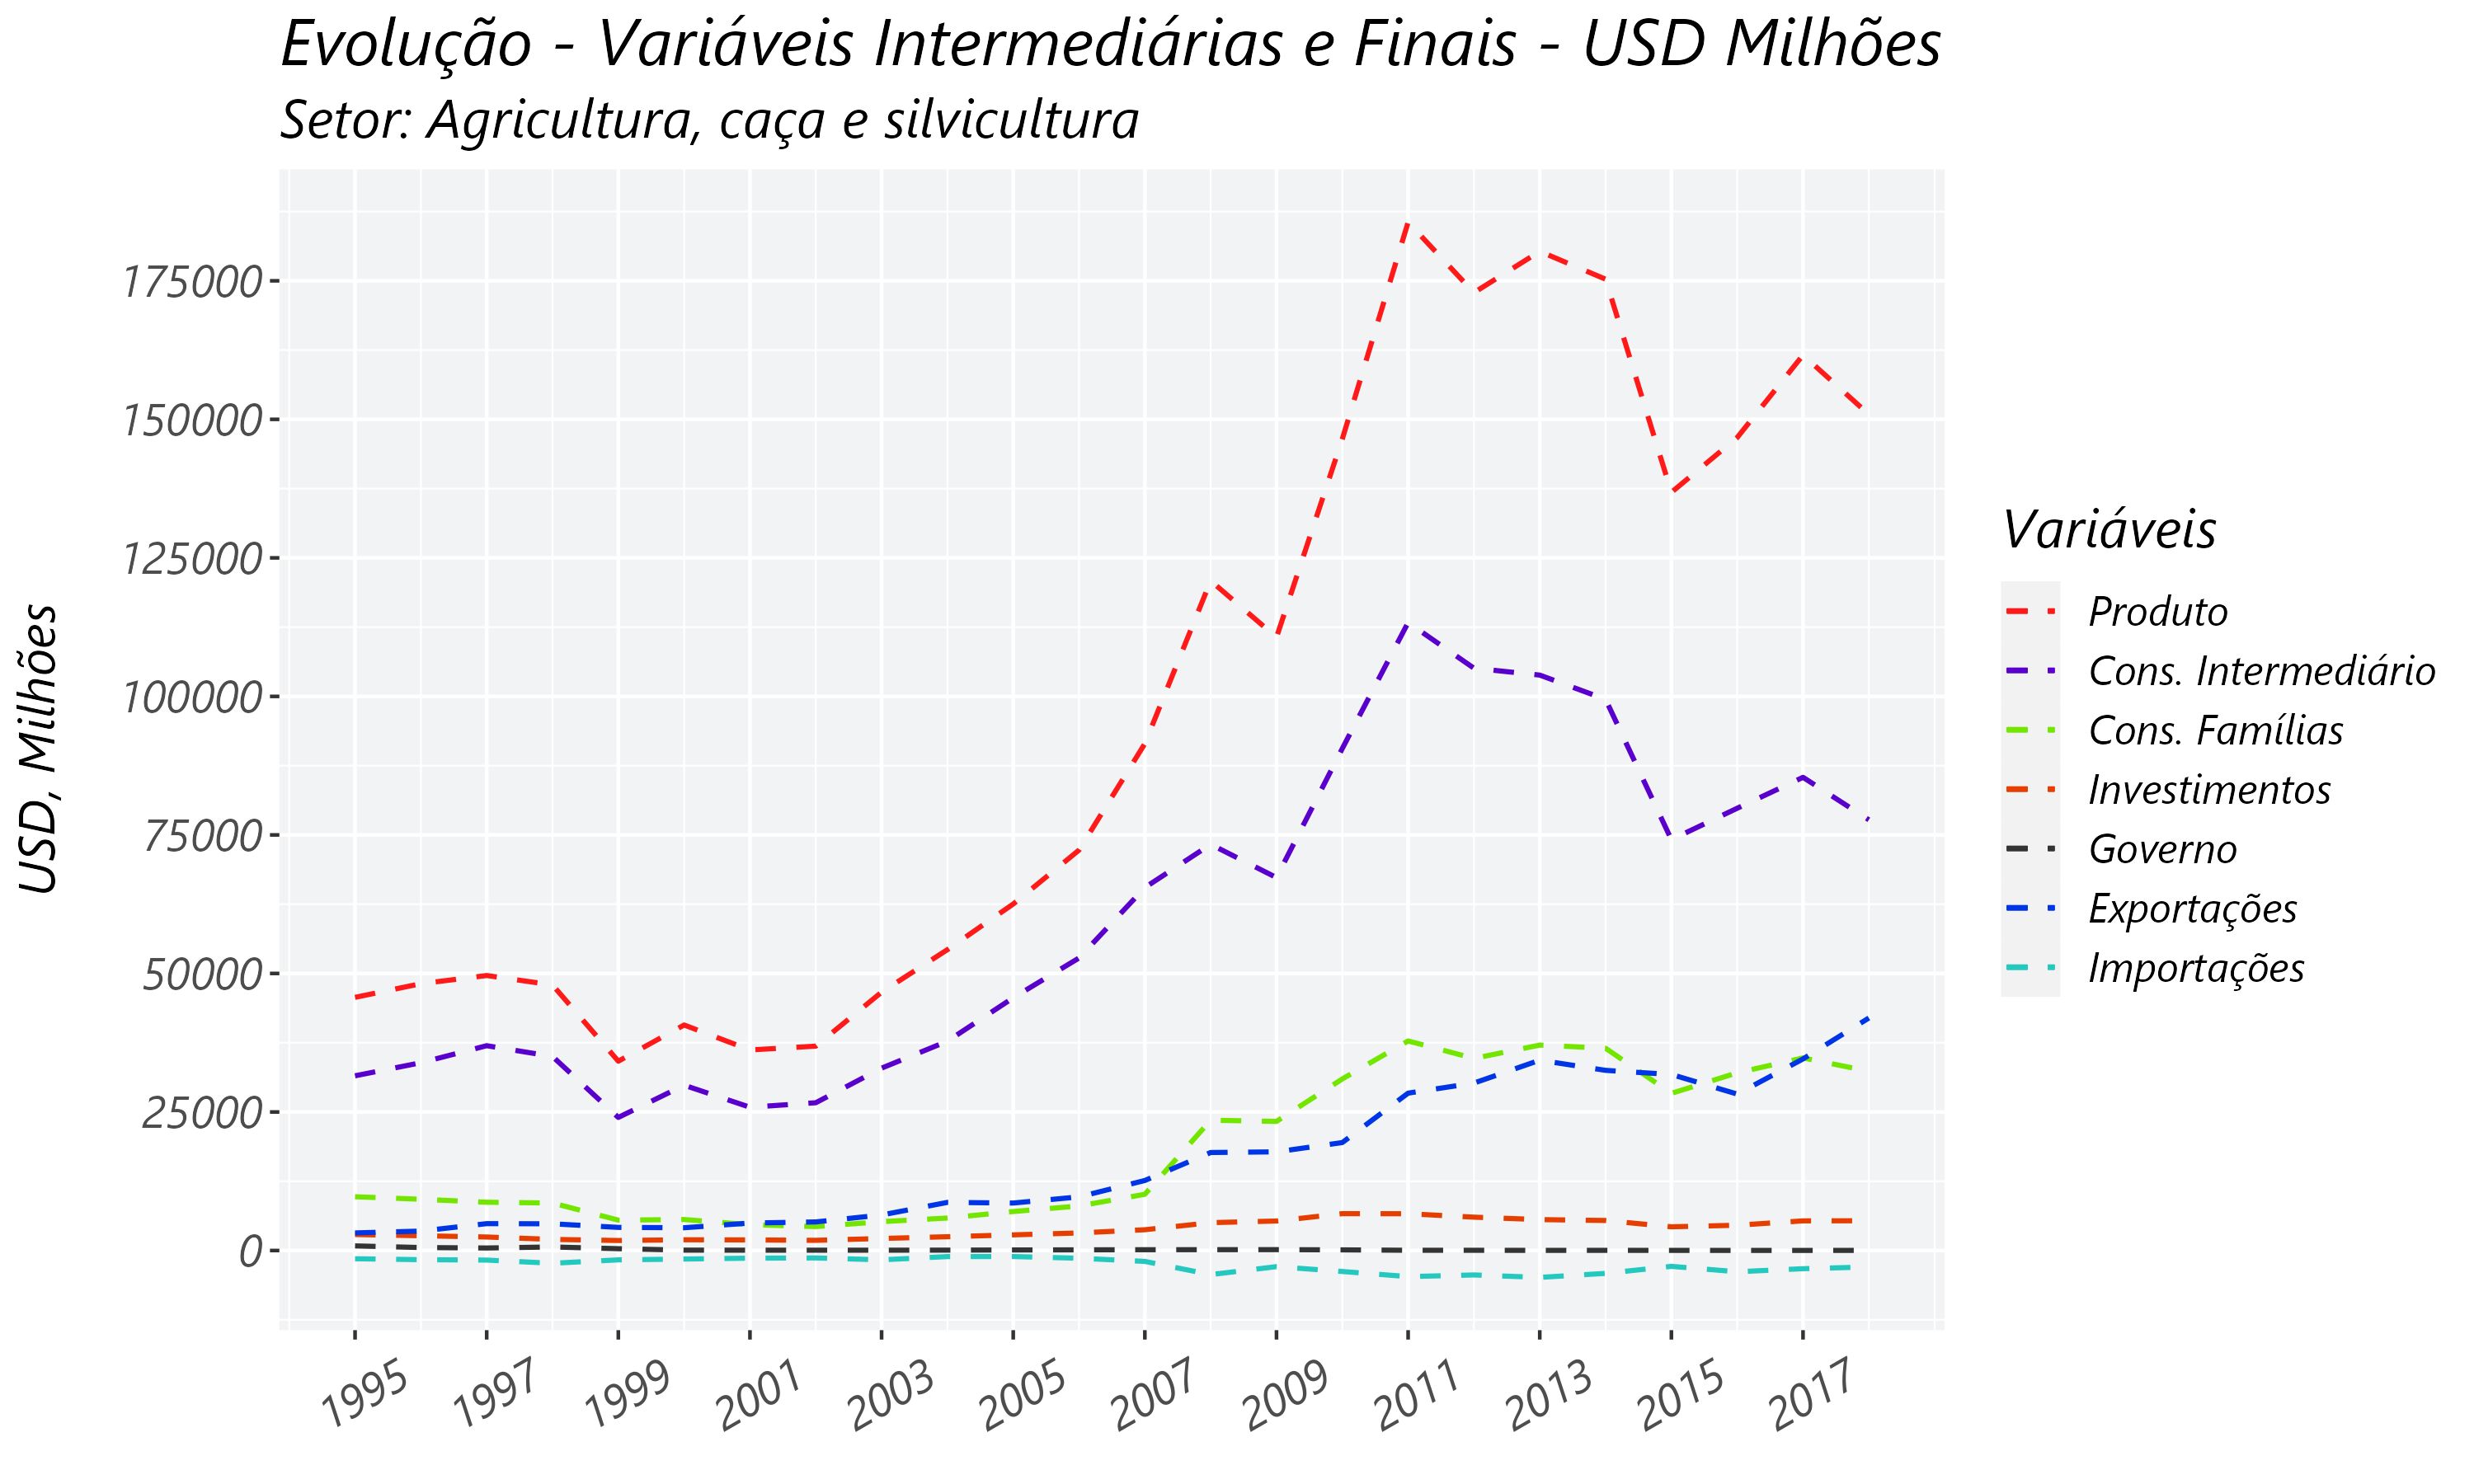 Evolução - Variáveis Intermediárias e Finais - USD Milhões
Setor: Agricultura, caça e silvicultura
USD, Milhões
175000
150000
125000
100000
75000
50000
25000
0
1995
1997
1999
2001
2003
2005
2007
2009
2011
2013
2015
2017
Variáveis
Produto
Cons. Intermediário
Cons. Famílias
Investimentos
Governo
Exportações
Importações